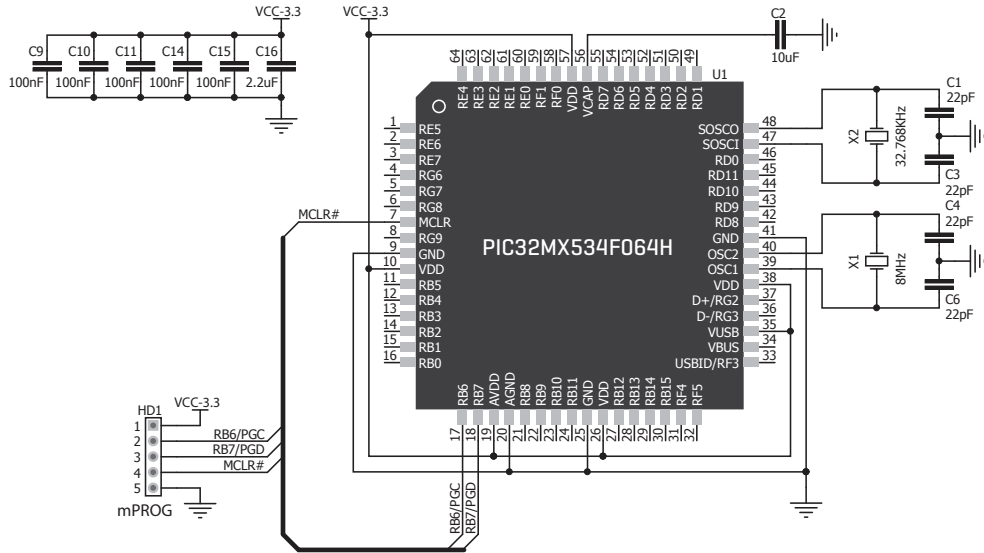 VCC-3.3
VCC-3.3
C9
C10
C11
C14
C15
C16
100nF
100nF
100nF
100nF
100nF
2.2uF
C2
10uF
U1
PIC32MX534F064H
64
63
62
61
60
59
58
57
56
55
54
53
52
51
50
49
RE4
RE3
RE2
RE1
RE0
RF1
RF0
VDD
VCAP
RD7
RD6
RD5
RD4
RD3
RD2
RD1
1 RE5
2 RE6
3 RE7
4 RG6
5 RG7
6 RG8
MCLR#
7 MCLR
8 RG9
9 GND
10 VDD
11 RB5
12 RB4
13 RB3
14 RB2
15 RB1
16 RB0
SOSCO 48
SOSCI 47
RD0 46
RD11 45
RD10 44
RD9 43
RD8 42
GND 41
OSC2 40
OSC1 39
VDD 38
D+/RG2 37
D-/RG3 36
VUSB 35
VBUS 34
USBID/RF3 33
RB6
RB7
AVDD
AGND
RB8
RB9
RB10
RB11
GND
VDD
RB12
RB13
RB14
RB15
RF4
RF5
17
18
19
20
21
22
23
24
25
26
27
28
29
30
31
32
C1
22pF
X2
32.768KHz
C3
22pF
C4
22pF
X1
8MHz
C6
22pF
HD1
VCC-3.3
1
2 RB6/PGC
3 RB7/PGD
4 MCLR#
5
mPROG
RB6/PGC
RB7/PGD